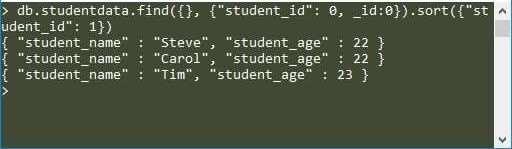 > db.studentdata.find({}, {"student_id": 0, _id:0}).sort({"st
udent_id": 1})
{ "student_name" : "Steve", "student_age" : 22 }
{ "student_name" : "Carol", "student_age" : 22 }
{ "student_name" : "Tim", "student_age" : 23 }
>